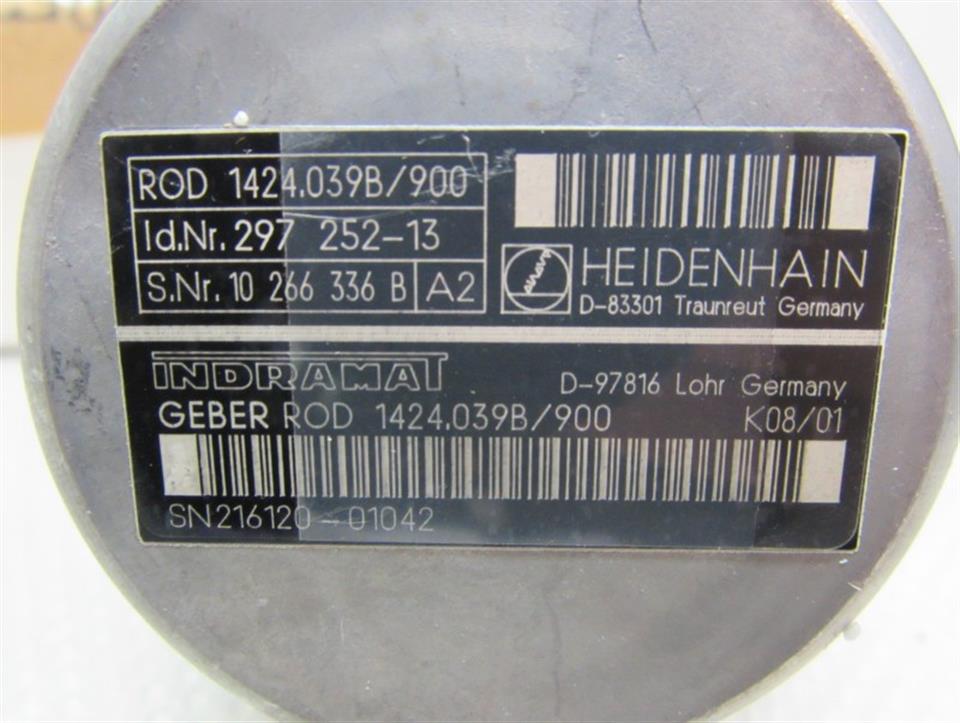 ROD 1424.039B/900
Id.Nr. 297 252-13
S.Nr. 10 266 336 B A2
HEIDENHAIN
D-83301 Traunreut Germany
INDRAMAT D-97816 Lohr Germany
GEBER ROD 1424.039B/900 K08/01
SN216120-01042